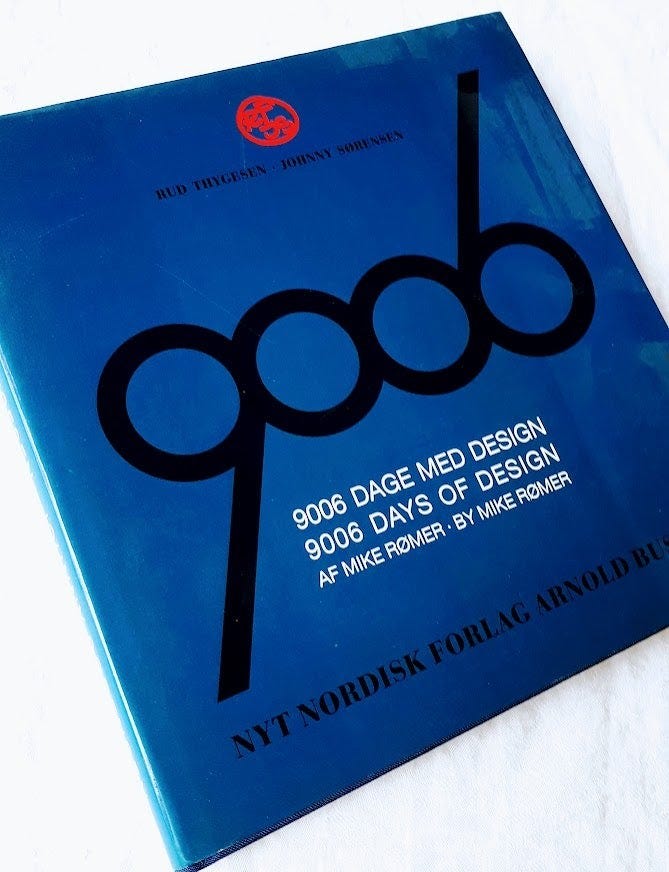 RUD THYGESEN · JOHNNY SØRENSEN
9006
9006 DAGE MED DESIGN
9006 DAYS OF DESIGN
AF MIKE RØMER · BY MIKE RØMER
NYT NORDISK FORLAG ARNOLD BUS